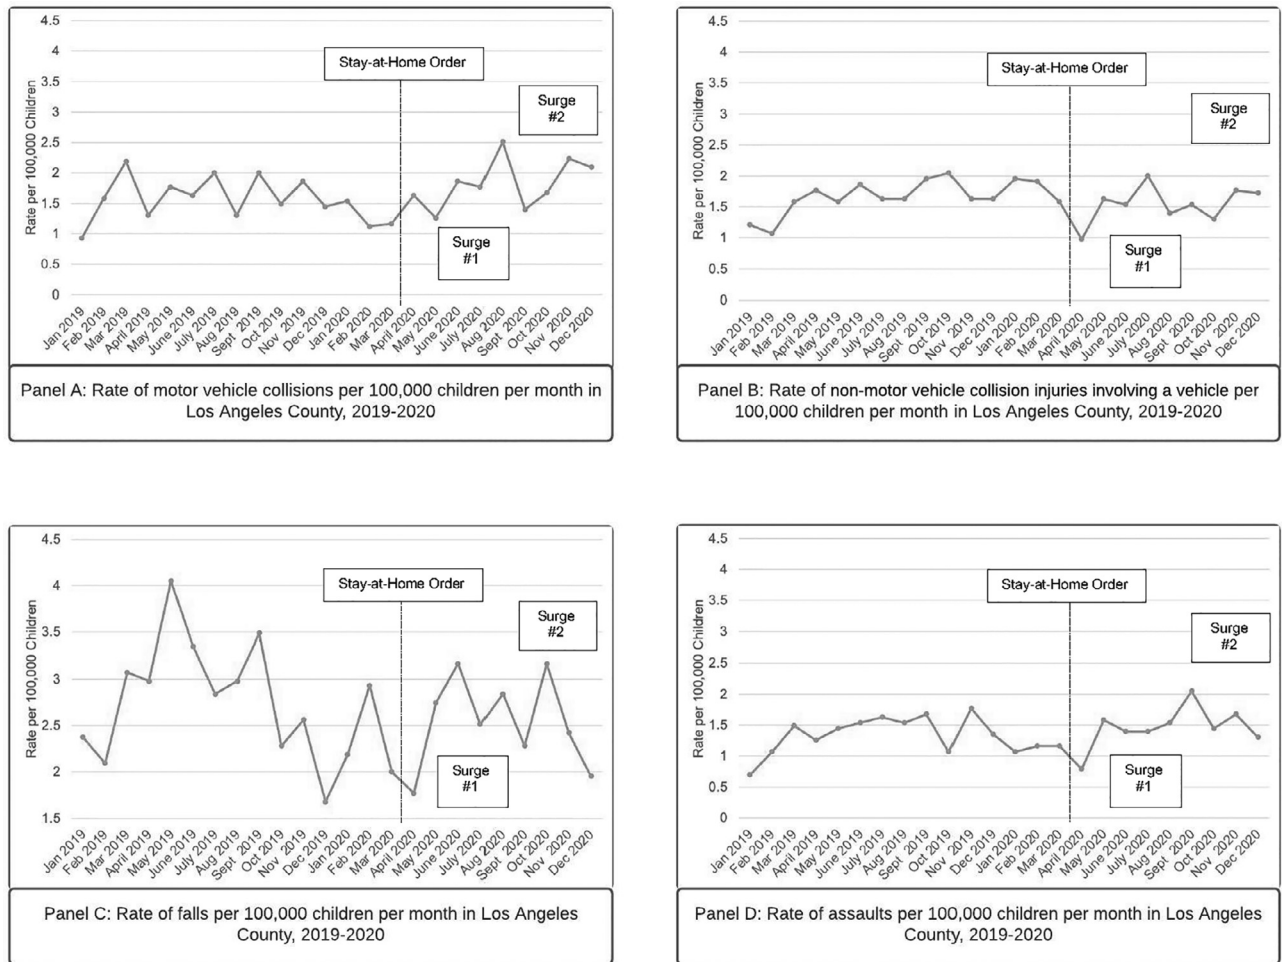 4.5
4
3.5
3
2.5
2
1.5
1
0.5
0
Rate per 100,000 Children
Stay-at-Home Order
Surge
#2
Surge
#1
Jan 2019
Feb 2019
Mar 2019
April 2019
May 2019
June 2019
July 2019
Aug 2019
Sept 2019
Oct 2019
Nov 2019
Dec 2019
Jan 2020
Feb 2020
Mar 2020
April 2020
May 2020
June 2020
July 2020
Aug 2020
Sept 2020
Oct 2020
Nov 2020
Dec 2020
Panel A: Rate of motor vehicle collisions per 100,000 children per month in
Los Angeles County, 2019-2020
4.5
4
3.5
3
2.5
2
1.5
1
0.5
0
Rate per 100,000 Children
Stay-at-Home Order
Surge
#2
Surge
#1
Jan 2019
Feb 2019
Mar 2019
April 2019
May 2019
June 2019
July 2019
Aug 2019
Sept 2019
Oct 2019
Nov 2019
Dec 2019
Jan 2020
Feb 2020
Mar 2020
April 2020
May 2020
June 2020
July 2020
Aug 2020
Sept 2020
Oct 2020
Nov 2020
Dec 2020
Panel B: Rate of non-motor vehicle collision injuries involving a vehicle per
100,000 children per month in Los Angeles County, 2019-2020
4.5
4
3.5
3
2.5
2
1.5
Rate per 100,000 Children
Stay-at-Home Order
Surge
#2
Surge
#1
Jan 2019
Feb 2019
Mar 2019
April 2019
May 2019
June 2019
July 2019
Aug 2019
Sept 2019
Oct 2019
Nov 2019
Dec 2019
Jan 2020
Feb 2020
Mar 2020
April 2020
May 2020
June 2020
July 2020
Aug 2020
Sept 2020
Oct 2020
Nov 2020
Dec 2020
Panel C: Rate of falls per 100,000 children per month in Los Angeles
County, 2019-2020
4.5
4
3.5
3
2.5
2
1.5
1
0.5
0
Rate per 100,000 Children
Stay-at-Home Order
Surge
#2
Surge
#1
Jan 2019
Feb 2019
Mar 2019
April 2019
May 2019
June 2019
July 2019
Aug 2019
Sept 2019
Oct 2019
Nov 2019
Dec 2019
Jan 2020
Feb 2020
Mar 2020
April 2020
May 2020
June 2020
July 2020
Aug 2020
Sept 2020
Oct 2020
Nov 2020
Dec 2020
Panel D: Rate of assaults per 100,000 children per month in Los Angeles
County, 2019-2020